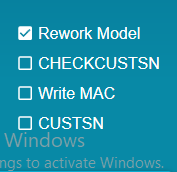 Rework Model
CHECKCUSTSN
Write MAC
CUSTSN
Windows
ngs to activate Windows.